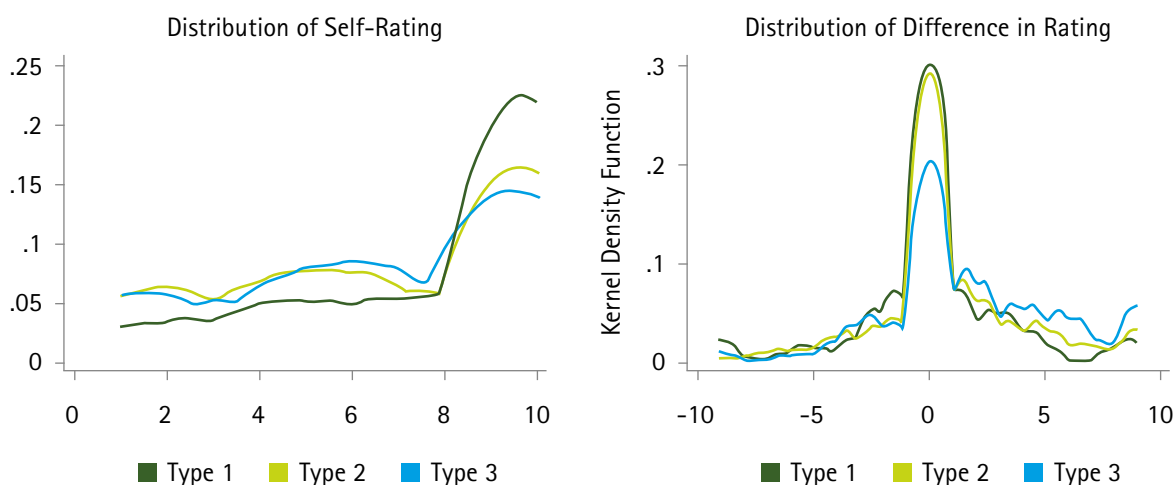 Distribution of Self-Rating
.25
.2
.15
.1
.05
0
0 2 4 6 8 10
Type 1 Type 2 Type 3
Distribution of Difference in Rating
Kernel Density Function
.3
.2
.1
0
-10 -5 0 5 10
Type 1 Type 2 Type 3